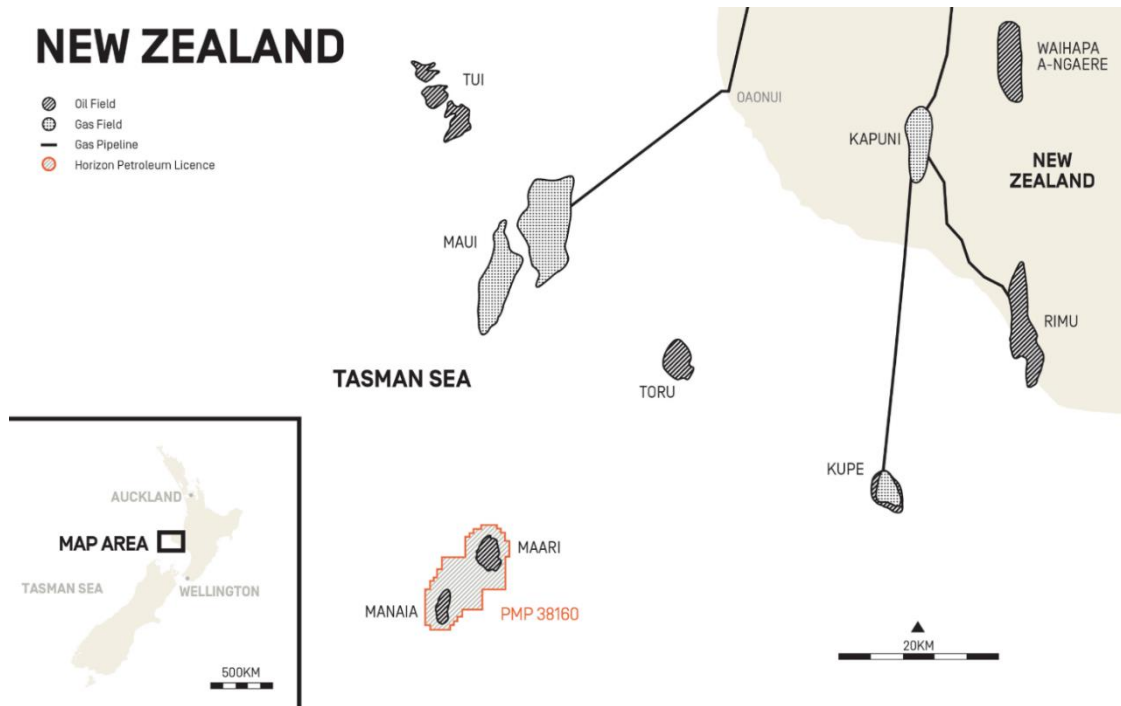 NEW ZEALAND
Oil Field
Gas Field
Gas Pipeline
Horizon Petroleum Licence
TUI
OAONUI
WAIHAPA
A-NGAERE
KAPUNI
NEW
ZEALAND
MAUI
RIMU
TASMAN SEA
TORU
KUPE
AUCKLAND
MAP AREA
TASMAN SEA
WELLINGTON
500KM
MAARI
MANAIA
PMP 38160
20KM